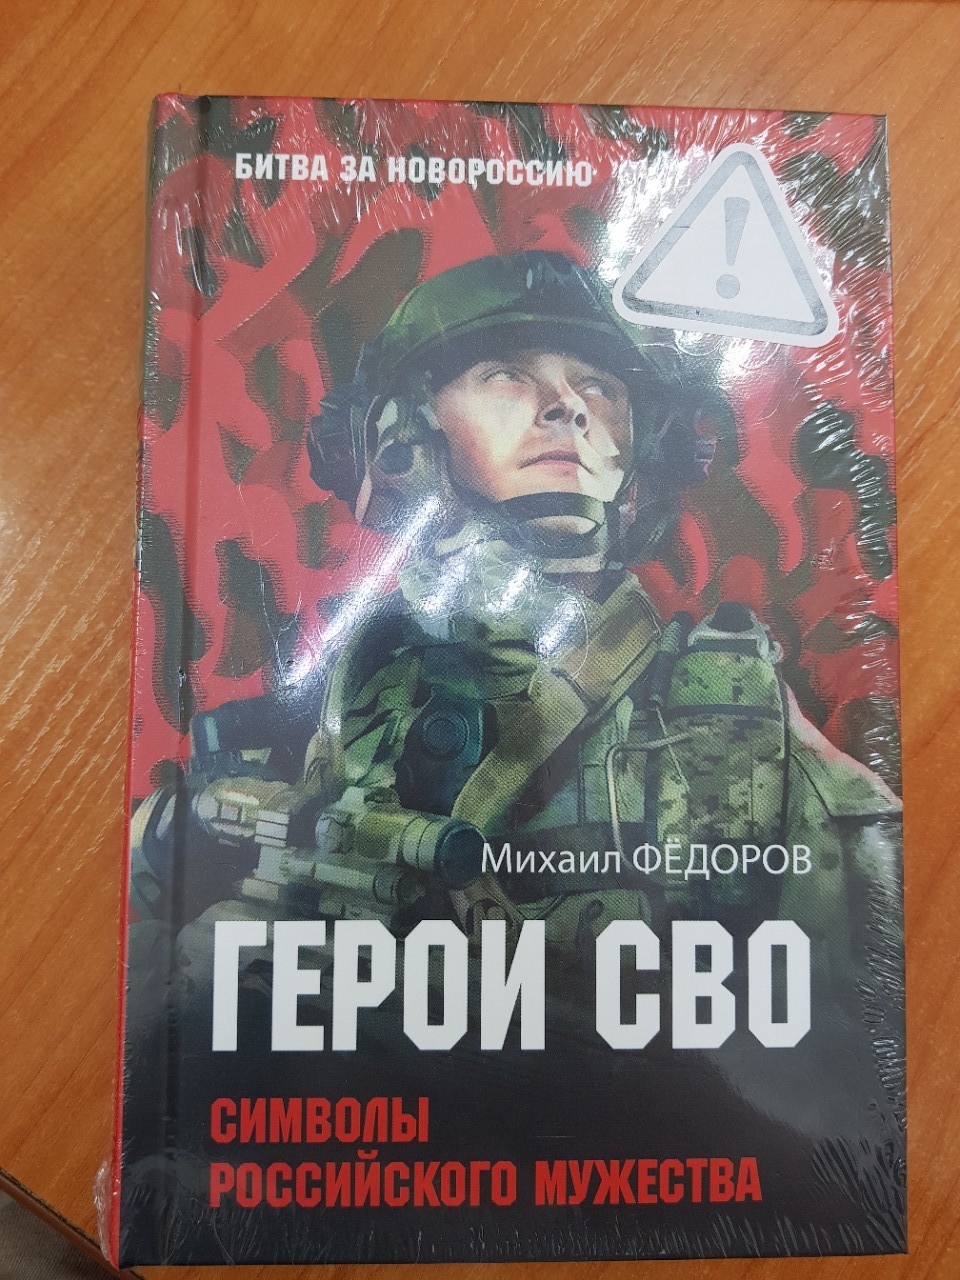 БИТВА ЗА НОВОРОССИЮ
!
Михаил ФЁДОРОВ
ГЕРОИ СВО
СИМВОЛЫ
РОССИЙСКОГО МУЖЕСТВА